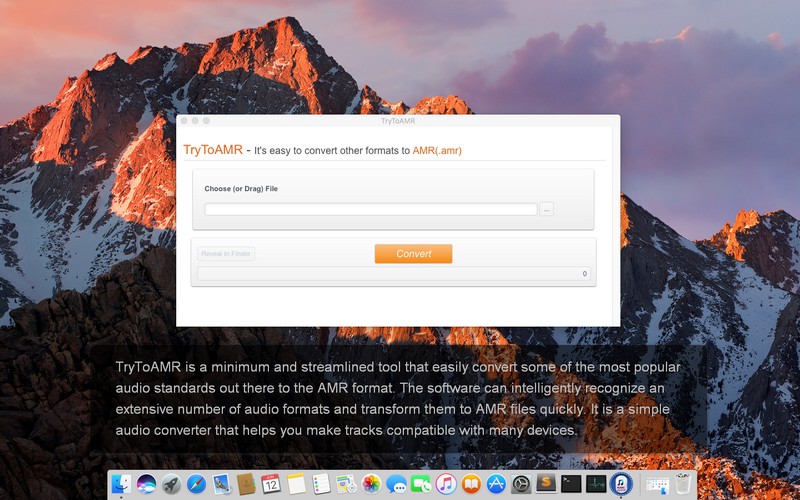 TryToAMR
TryToAMR - It's easy to convert other formats to AMR(.amr)
Choose (or Drag) File
...
Reveal In Finder
Convert
0
TryToAMR is a minimum and streamlined tool that easily convert some of the most popular
audio standards out there to the AMR format. The software can intelligently recognize an
extensive number of audio formats and transform them to AMR files quickly. It is a simple
audio converter that helps you make tracks compatible with many devices.
12